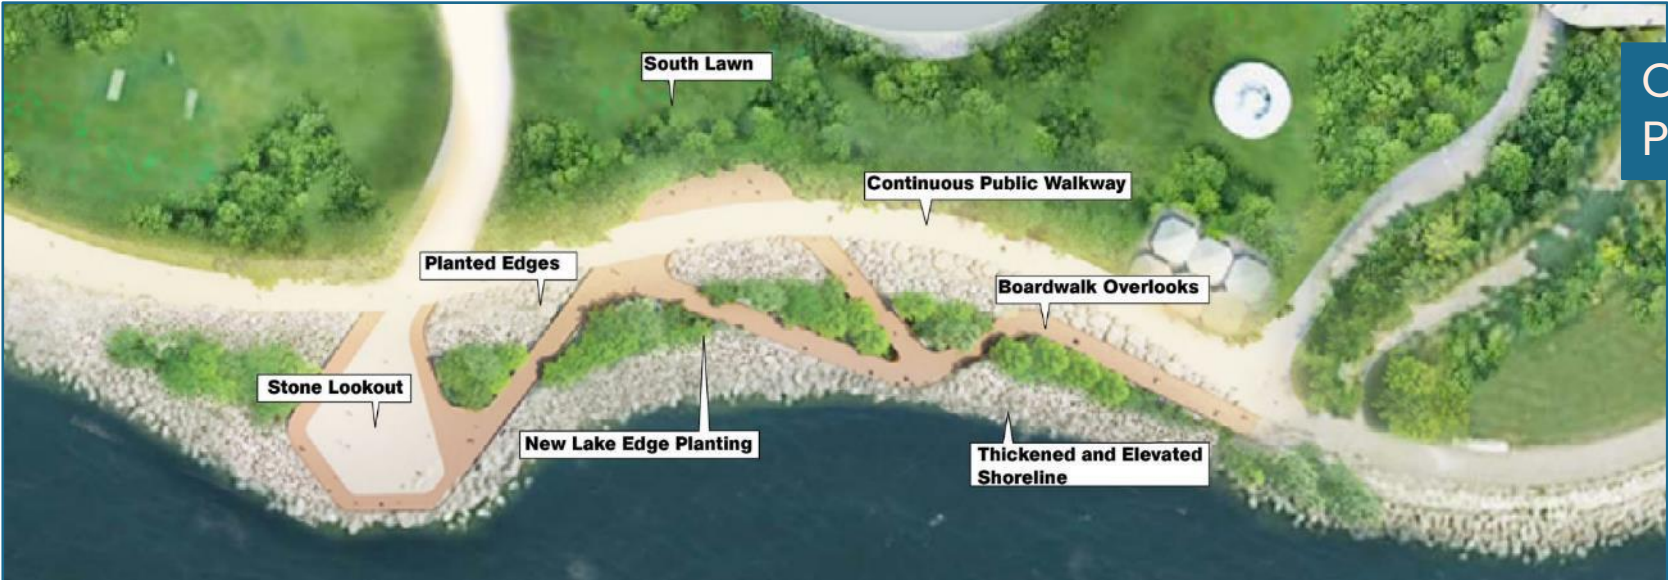 South Lawn
Continuous Public Walkway
Planted Edges
Boardwalk Overlooks
Stone Lookout
New Lake Edge Planting
Thickened and Elevated
Shoreline